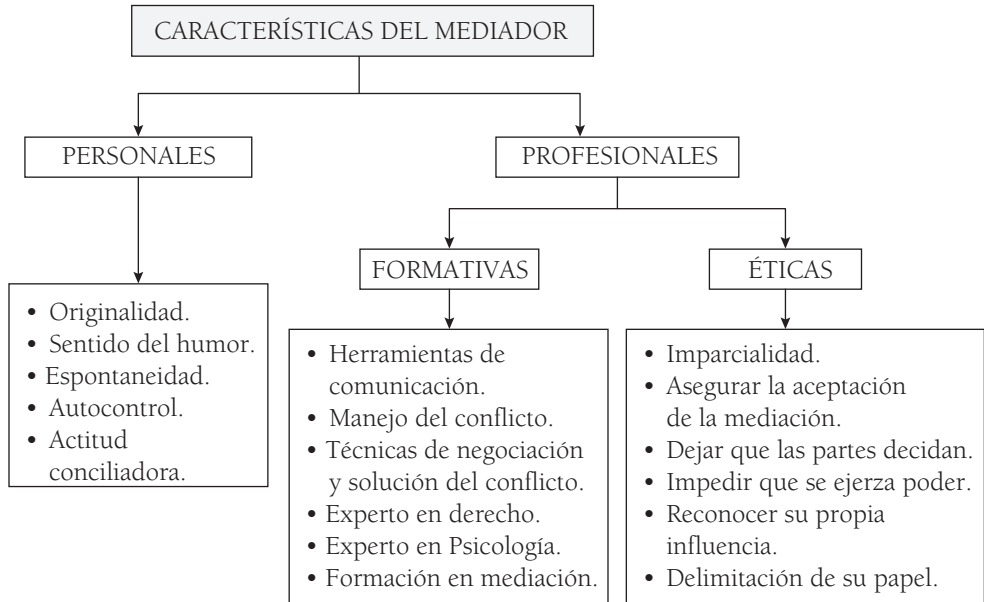 CARACTERÍSTICAS DEL MEDIADOR
PERSONALES
• Originalidad.
• Sentido del humor.
• Espontaneidad.
• Autocontrol.
• Actitud
conciliadora.
PROFESIONALES
FORMATIVAS
• Herramientas de
comunicación.
• Manejo del conflicto.
• Técnicas de negociación
y solución del conflicto.
• Experto en derecho.
• Experto en Psicología.
• Formación en mediación.
ÉTICAS
• Imparcialidad.
• Asegurar la aceptación
de la mediación.
• Dejar que las partes decidan.
• Impedir que se ejerza poder.
• Reconocer su propia
influencia.
• Delimitación de su papel.